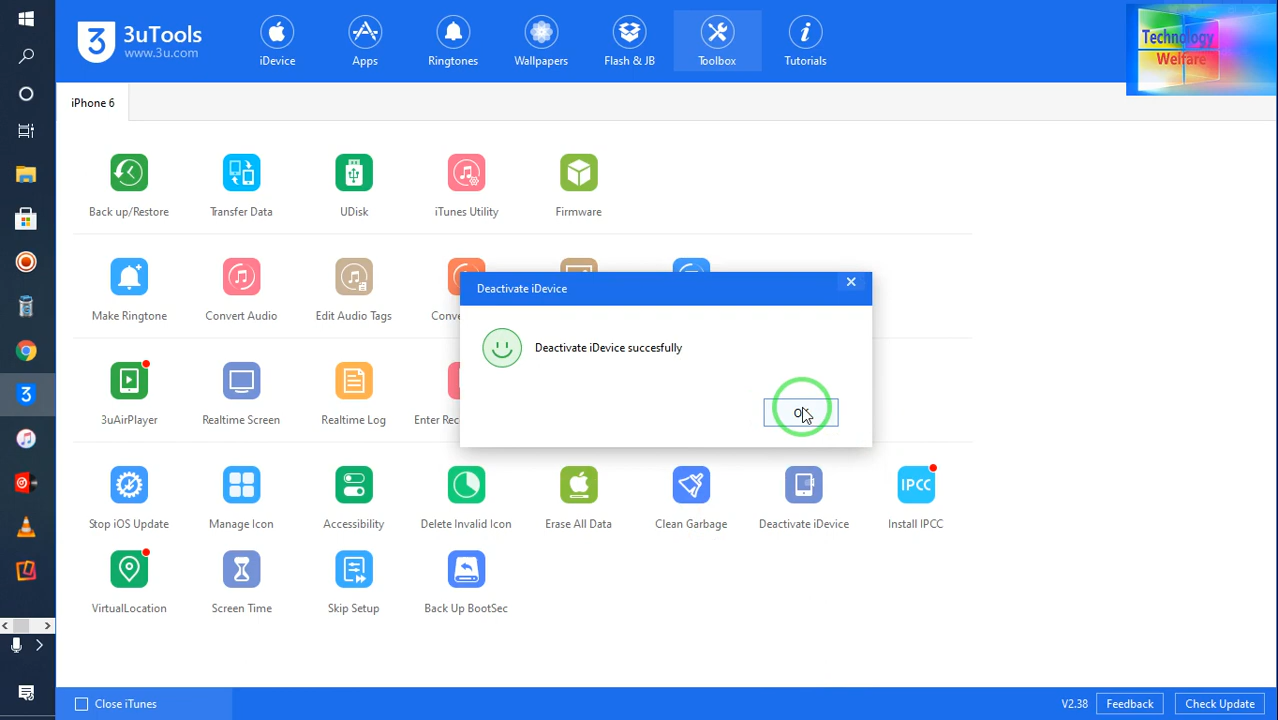 3 3uTools
www.3u.com
iDevice
Apps
Ringtones
Wallpapers
Flash & JB
Toolbox
Tutorials
Technology
Welfare
iPhone 6
Back up/Restore
Transfer Data
UDisk
iTunes Utility
Firmware
Make Ringtone
Convert Audio
Edit Audio Tags
Conve
Deactivate iDevice
Deactivate iDevice succesfully
3uAirPlayer
Realtime Screen
Realtime Log
Enter Rec
Stop iOS Update
Manage Icon
Accessibility
Delete Invalid Icon
Erase All Data
Clean Garbage
Deactivate iDevice
IPCC
Install IPCC
VirtualLocation
Screen Time
Skip Setup
Back Up BootSec
Close iTunes
V2.38
Feedback
Check Update